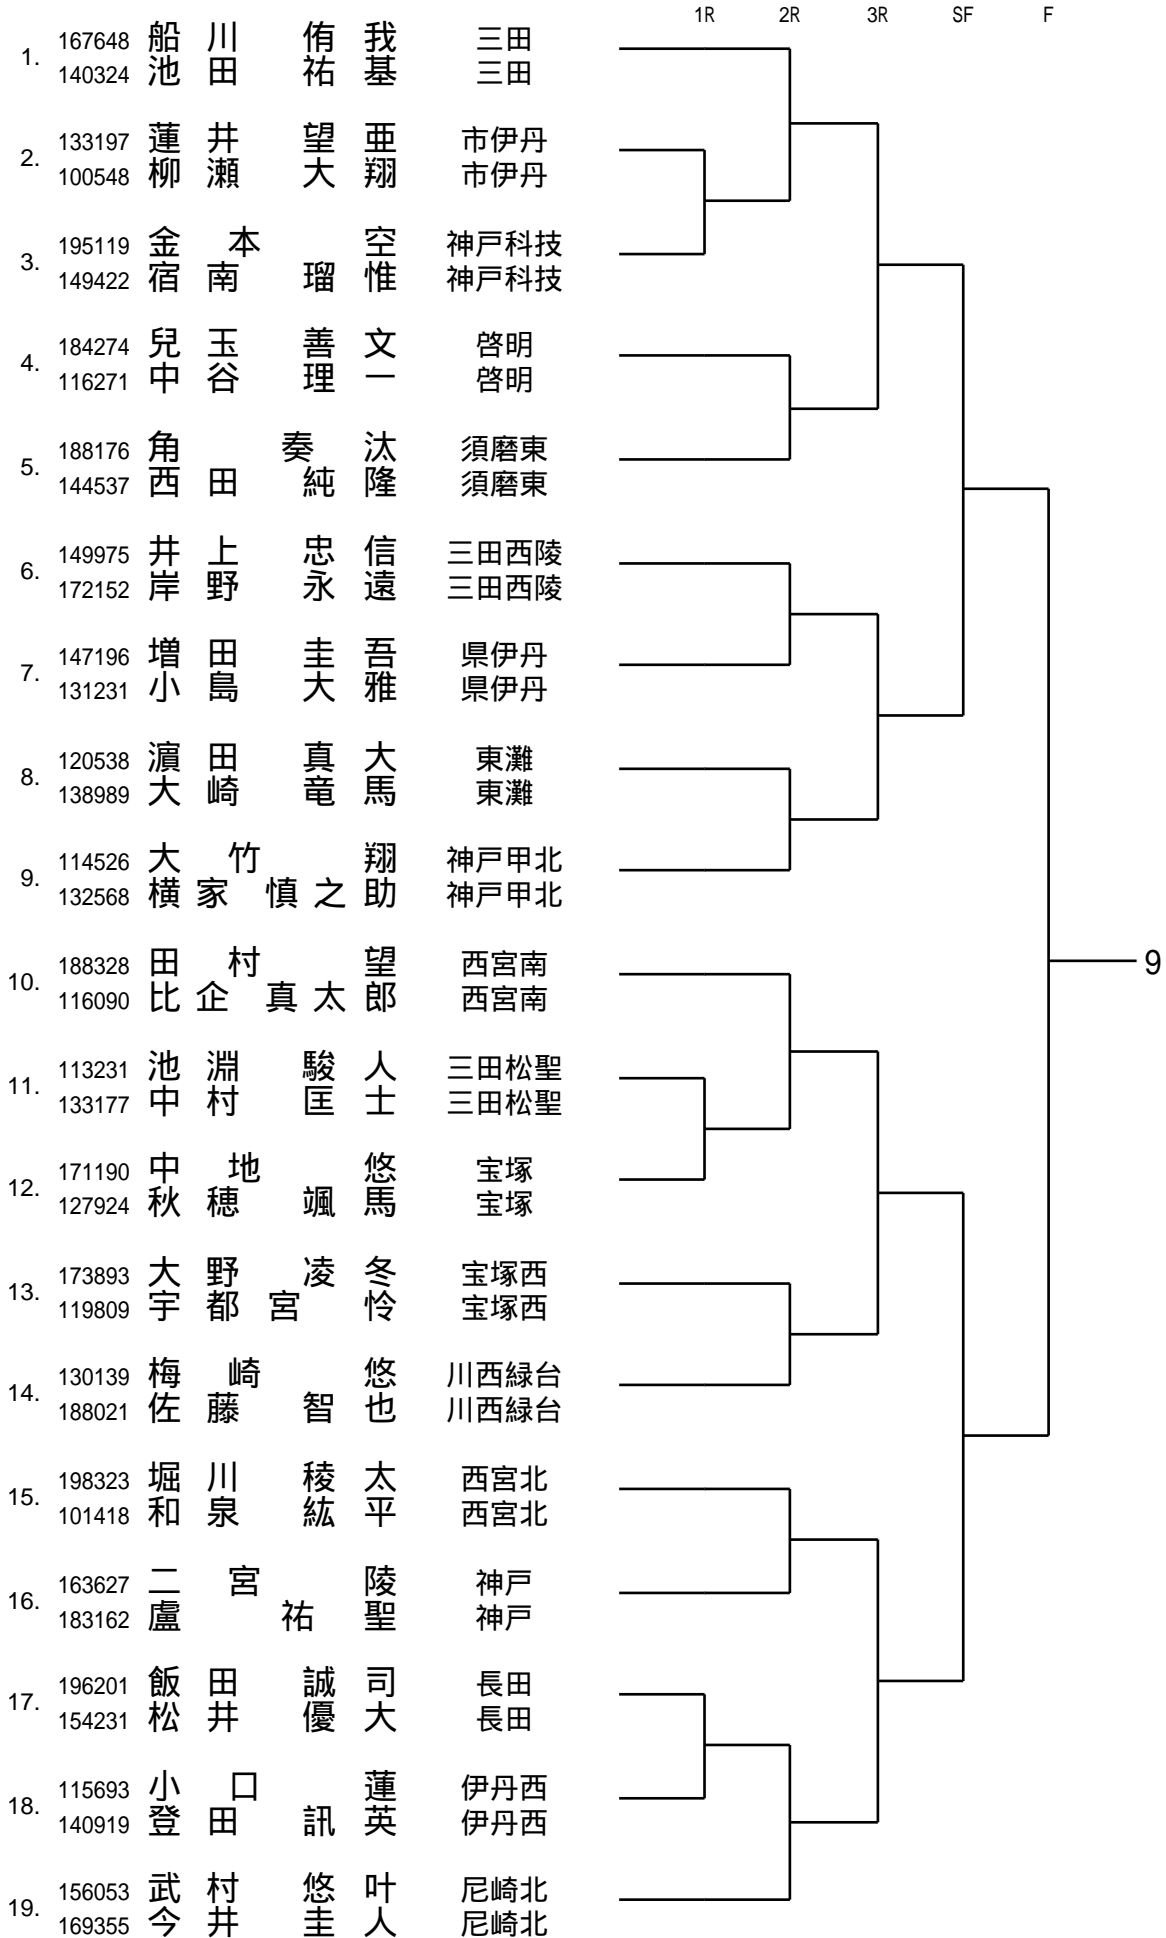 1R 2R 3R SF F
1. 167648 船川 侑我 三田
140324 池田 祐基 三田
2. 133197 蓮井 望亜 市伊丹
100548 柳瀬 大翔 市伊丹
3. 195119 金本 空 神戸科技
149422 宿南 瑠惟 神戸科技
4. 184274 兒玉 善文 啓明
116271 中谷 理一 啓明
5. 188176 角 奏汰 須磨東
144537 西田 純隆 須磨東
6. 149975 井上 忠信 三田西陵
172152 岸野 永遠 三田西陵
7. 147196 増田 圭吾 県伊丹
131231 小島 大雅 県伊丹
8. 120538 濵田 真大 東灘
138989 大崎 竜馬 東灘
9. 114526 大竹 翔 神戸甲北
132568 横家 慎之助 神戸甲北
10. 188328 田村 望 西宮南
116090 比企 真太郎 西宮南
9
11. 113231 池淵 駿人 三田松聖
133177 中村 匡士 三田松聖
12. 171190 中地 悠 宝塚
127924 秋穂 颯馬 宝塚
13. 173893 大野 凌冬 宝塚西
119809 宇都宮 怜 宝塚西
14. 130139 梅崎 悠 川西緑台
188021 佐藤 智也 川西緑台
15. 198323 堀川 稜太 西宮北
101418 和泉 紘平 西宮北
16. 163627 二宮 陵 神戸
183162 盧 祐聖 神戸
17. 196201 飯田 誠司 長田
154231 松井 優大 長田
18. 115693 小口 蓮 伊丹西
140919 登田 訊英 伊丹西
19. 156053 武村 悠叶 尼崎北
169355 今井 圭人 尼崎北